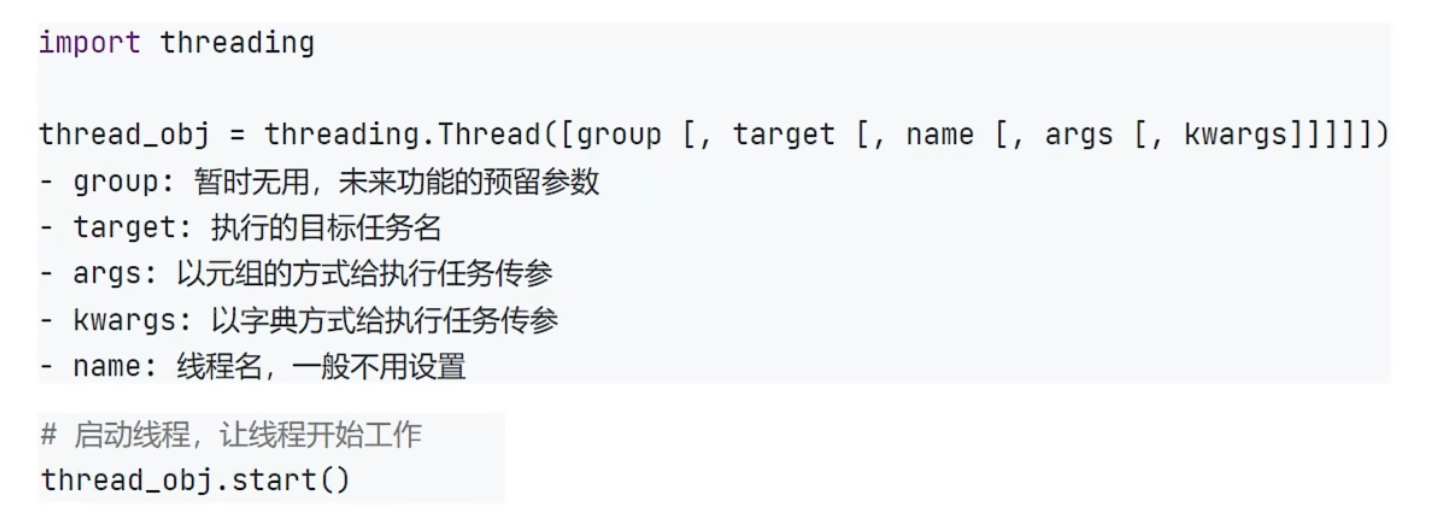 import threading
thread_obj = threading.Thread([group [, target [, name [, args [, kwargs]]]]])
- group: 暂时无用，未来功能的预留参数
- target: 执行的目标任务名
- args: 以元组的方式给执行任务传参
- kwargs: 以字典方式给执行任务传参
- name: 线程名，一般不用设置
# 启动线程，让线程开始工作
thread_obj.start()